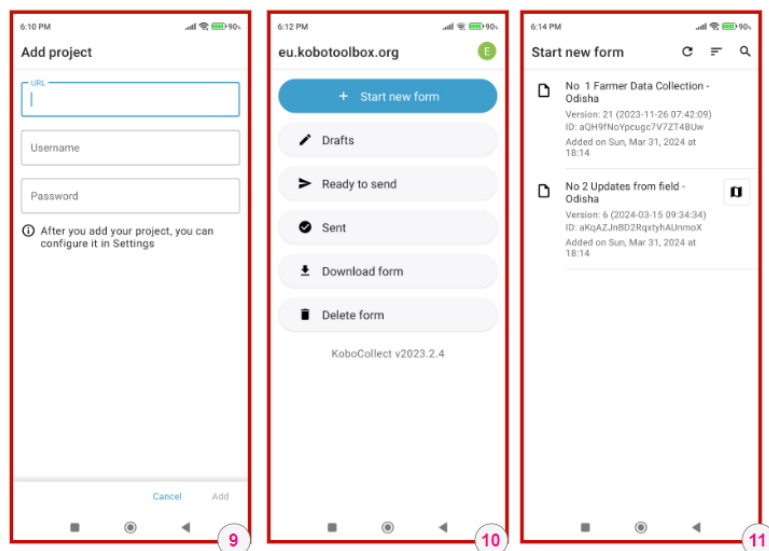 6:10 PM
90
Add project
URL
Username
Password
After you add your project, you can
configure it in Settings
Cancel
Add
9
6:12 PM
90
eu.kobotoolbox.org
E
+ Start new form
Drafts
Ready to send
Sent
Download form
Delete form
KoboCollect v2023.2.4
10
6:14 PM
90
Start new form
No 1 Farmer Data Collection -
Odisha
Version: 21 (2023-11-26 07:42:09)
ID: aQH9fNoYpcugc7V7ZT4BUw
Added on Sun, Mar 31, 2024 at
18:14
No 2 Updates from field -
Odisha
Version: 6 (2024-03-15 09:34:34)
ID: aKqAZJnBD2RqxtyhAUnmoX
Added on Sun, Mar 31, 2024 at
18:14
11